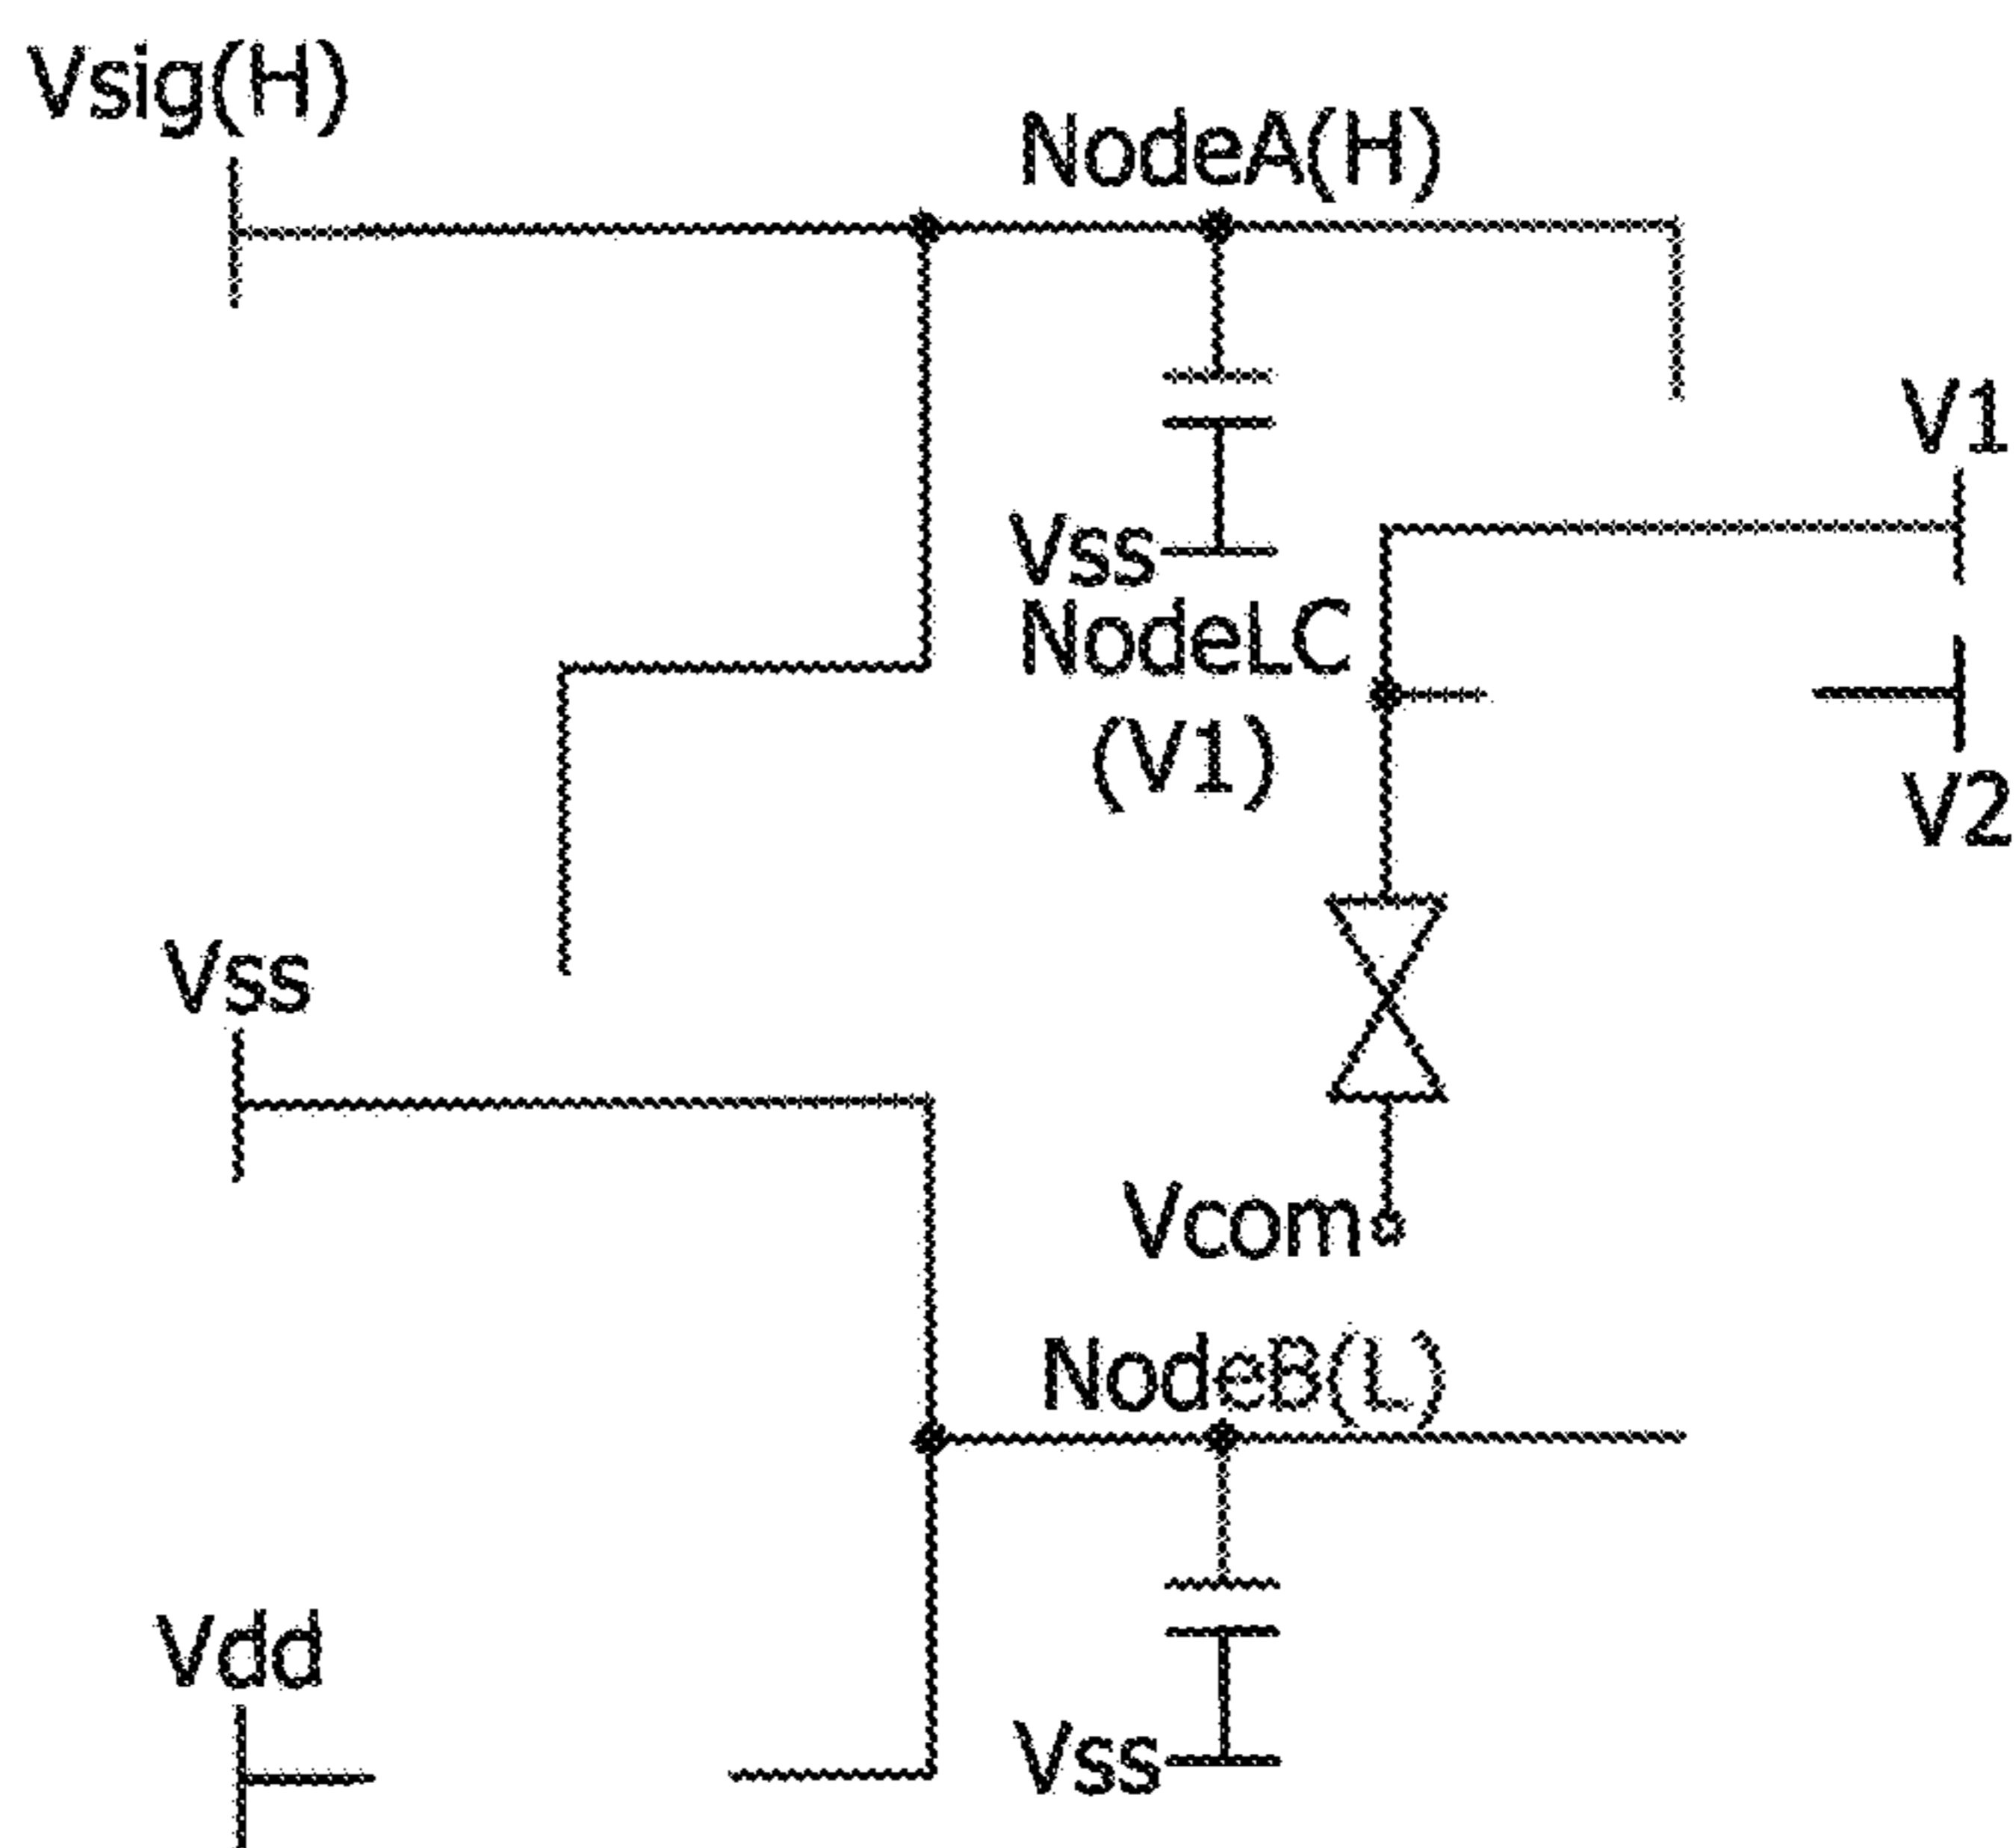 Vsig(H)
NodeA(H)
V1
Vss
NodeLC
(V1)
V2
Vss
Vcom
NodeB(L)
Vdd
Vss